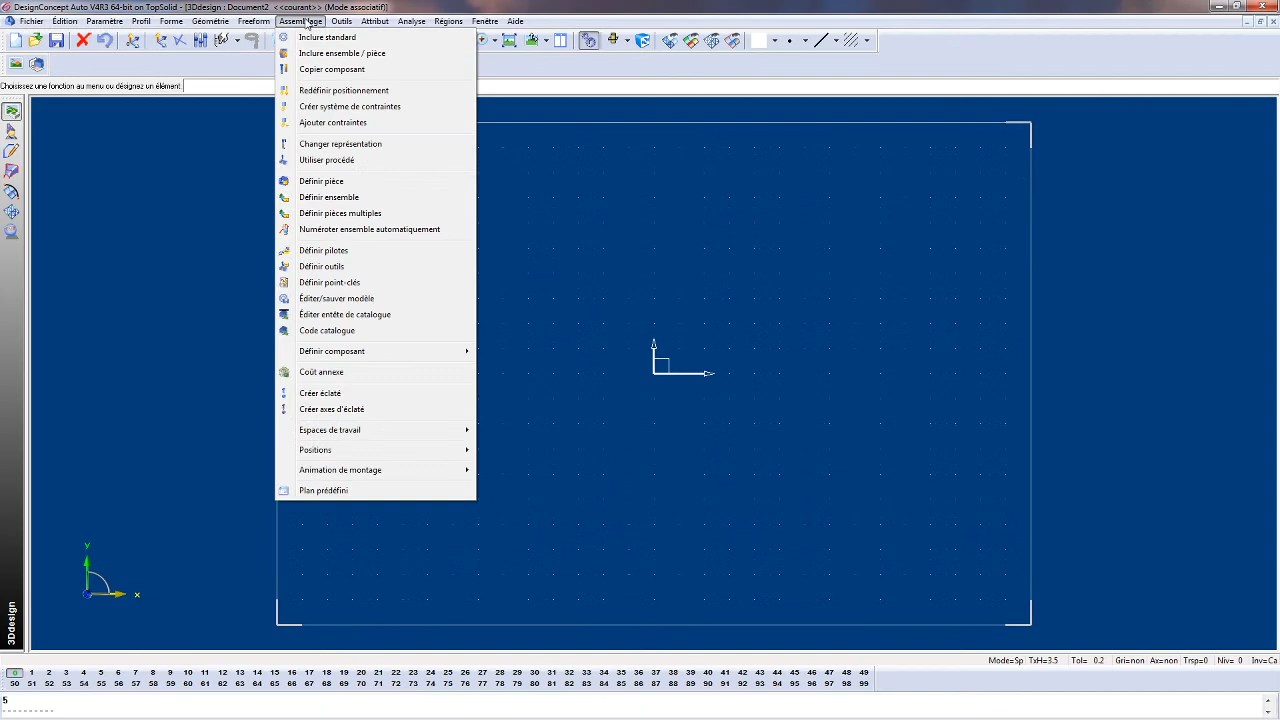 DesignConcept Auto V4R3 64-bit on TopSolid - [3Ddesign : Document2 <<courant>> (Mode associatif)]
Fichier Édition Paramètre Profil Forme Géométrie Freeform Assemblage Outils Attribut Analyse Régions Fenêtre Aide
Inclure standard
Inclure ensemble / pièce
Copier composant
Choisissez une fonction au menu ou désignez un élément:
Redéfinir positionnement
Créer système de contraintes
Ajouter contraintes
Changer représentation
Utiliser procédé
Définir pièce
Définir ensemble
Définir pièces multiples
Numéroter ensemble automatiquement
Définir pilotes
Définir outils
Définir point-clés
Éditer/sauver modèle
Éditer entête de catalogue
Code catalogue
Définir composant
Coût annexe
Créer éclaté
Créer axes d'éclaté
Espaces de travail
Positions
Animation de montage
Plan prédéfini
y
x
3Ddesign
Mode=Sp TxH=3.5 Tol= 0.2 Gri=non Ax=non Trsp=0 Niv= 0 Inv=Ca
0 1 2 3 4 5 6 7 8 9 10 11 12 13 14 15 16 17 18 19 20 21 22 23 24 25 26 27 28 29 30 31 32 33 34 35 36 37 38 39 40 41 42 43 44 45 46 47 48 49
50 51 52 53 54 55 56 57 58 59 60 61 62 63 64 65 66 67 68 69 70 71 72 73 74 75 76 77 78 79 80 81 82 83 84 85 86 87 88 89 90 91 92 93 94 95 96 97 98 99
5
----------